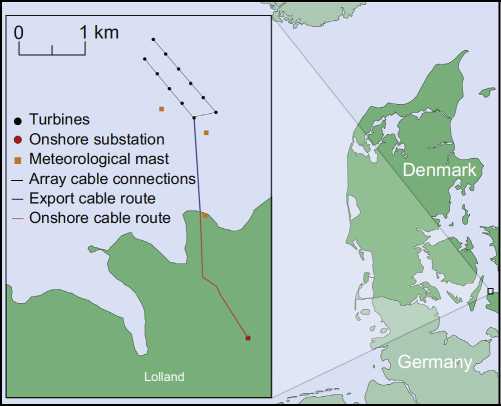 0 1 km
Turbines
Onshore substation
Meteorological mast
Array cable connections
Export cable route
Onshore cable route
Lolland
Denmark
Germany